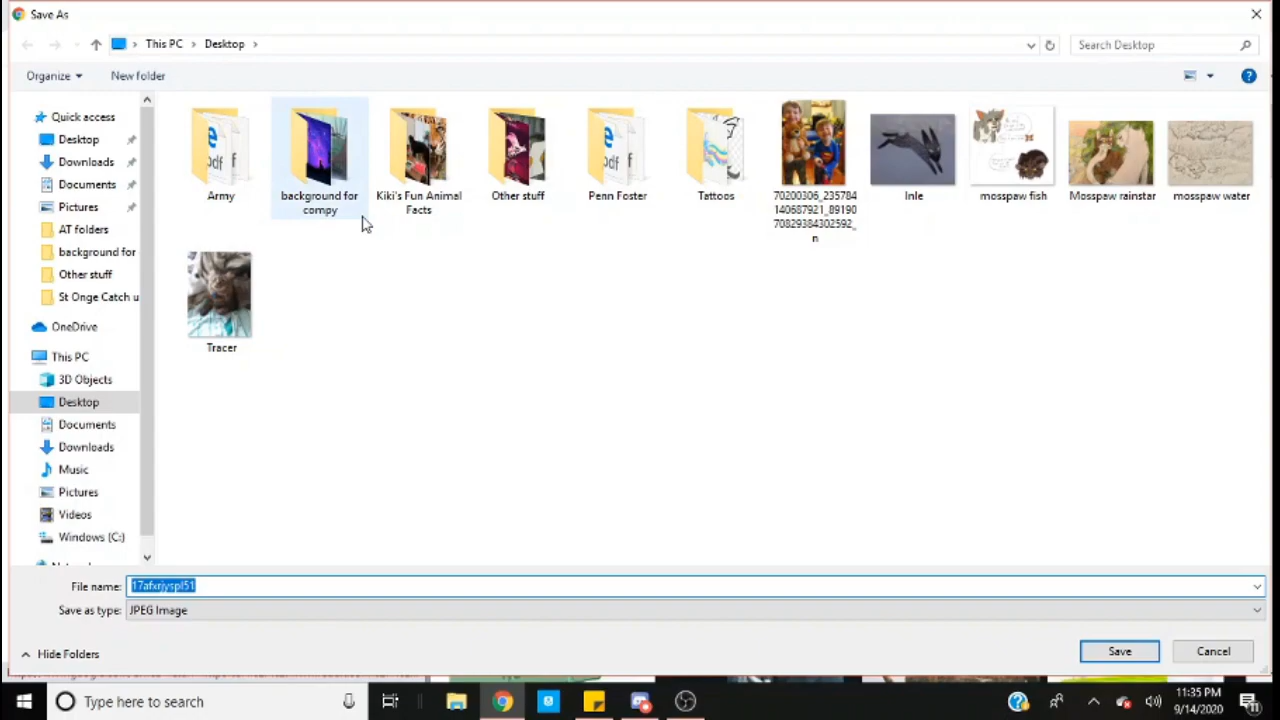 Save As
This PC
Desktop
Search Desktop
Organize
New folder
Quick access
Desktop
Downloads
Documents
Pictures
AT folders
background for
Other stuff
St Onge Catch u
OneDrive
This PC
3D Objects
Desktop
Documents
Downloads
Music
Pictures
Videos
Windows (C:)
Army
background for
compy
Kiki's Fun Animal
Facts
Other stuff
Penn Foster
Tattoos
70200306_235784
140687921_89190
70829384302592_
n
Inle
mosspaw fish
Mosspaw rainstar
mosspaw water
Tracer
File name:
17afxrjyspl51
Save as type:
JPEG Image
Hide Folders
Save
Cancel
Type here to search
11:35 PM
9/14/2020